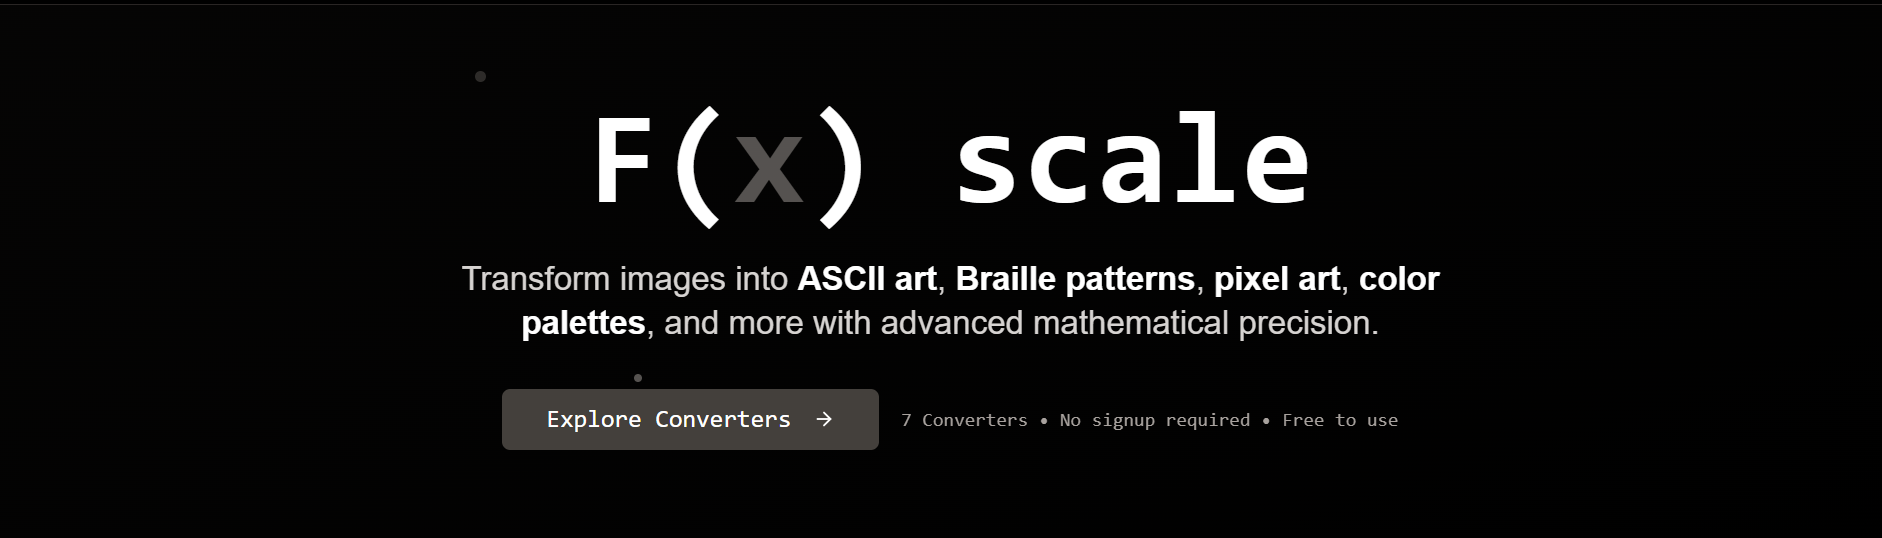 F(x) scale
Transform images into ASCII art, Braille patterns, pixel art, color
palettes, and more with advanced mathematical precision.
Explore Converters →
7 Converters • No signup required • Free to use